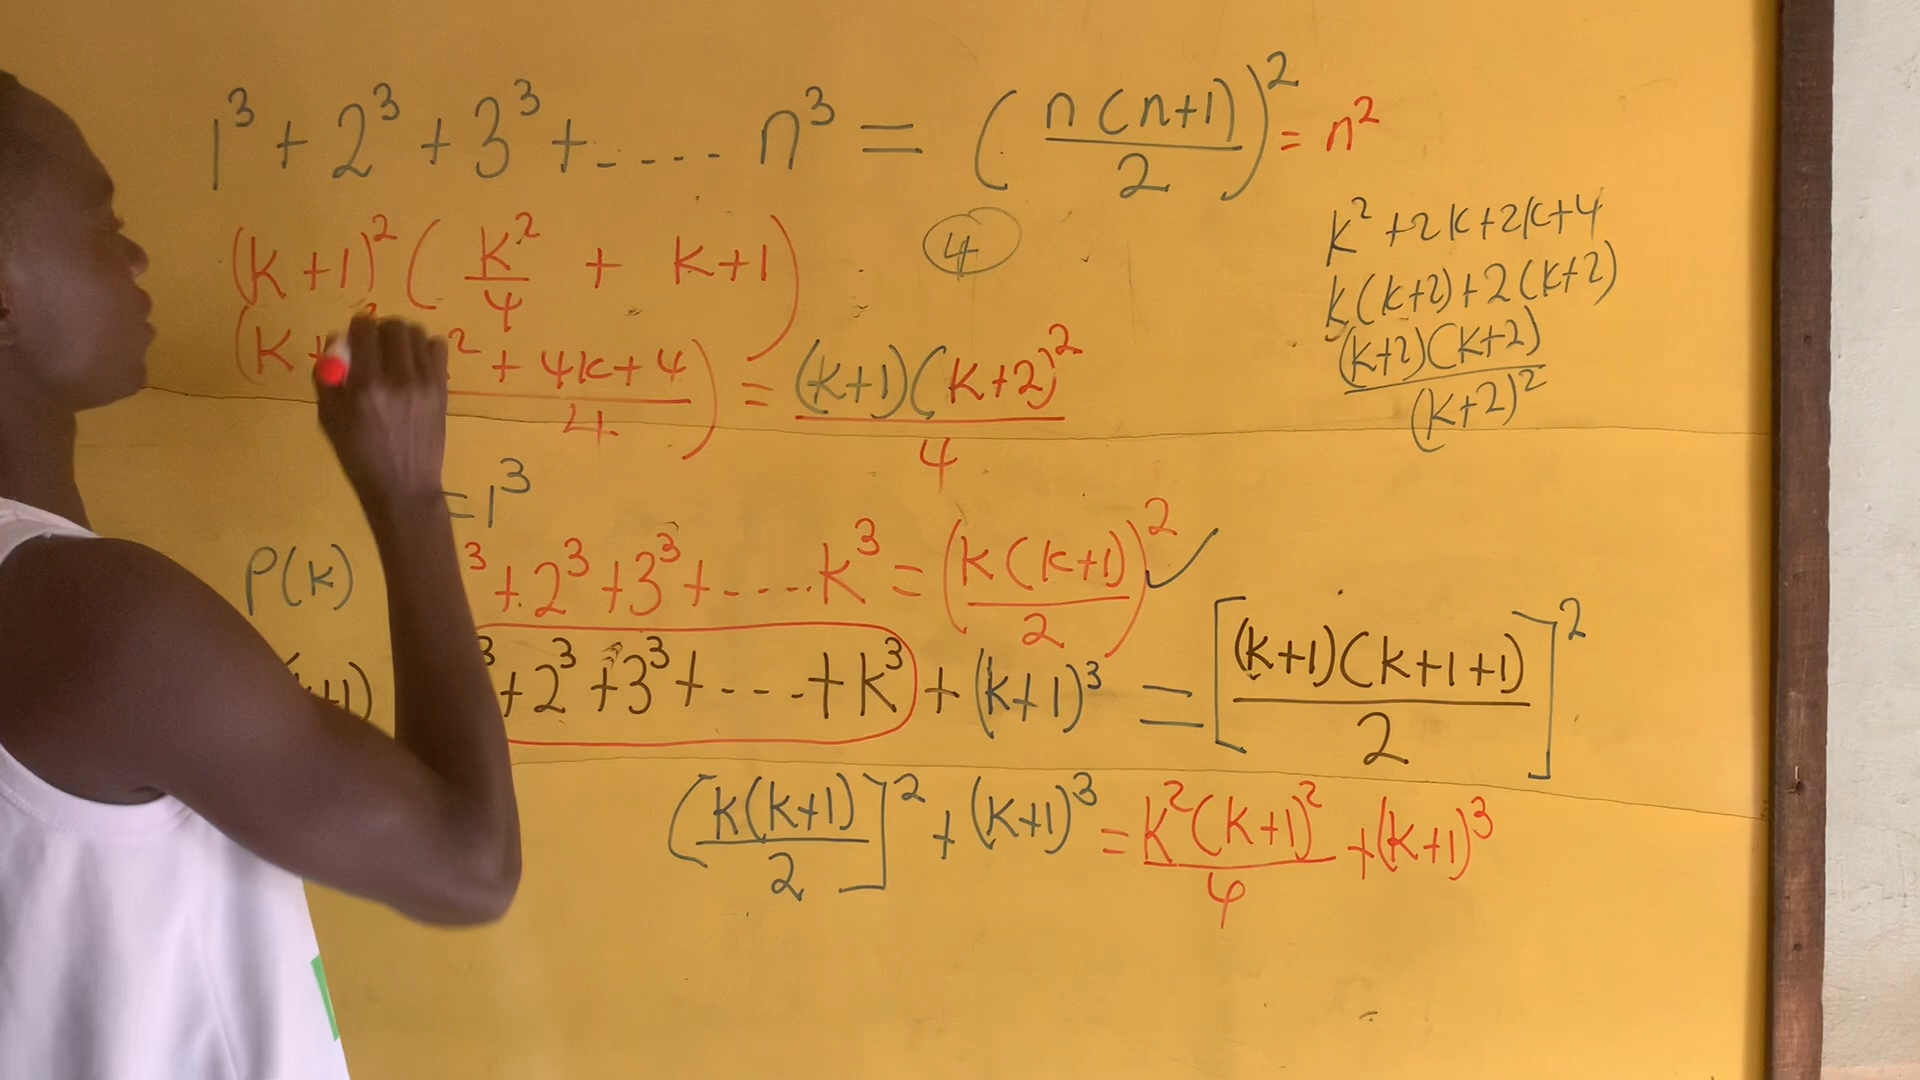 1³ + 2³ + 3³ + .... n³ = (n(n+1)/2)² = n²
(k+1)² (k²/4 + k+1)
4
k² + 2k + 2k + 4
k(k+2) + 2(k+2)
(k+2)(k+2)
(k+2)²
(k+ ² + 4k + 4 / 4) = (k+1)(k+2)²/4
= 1³
P(k) ³ + 2³ + 3³ + .... k³ = (k(k+1)/2)² ✓
+1) ³ + 2³ + 3³ + ... + k³ + (k+1)³ = [(k+1)(k+1+1)/2]²
(k(k+1)/2]² + (k+1)³ = k²(k+1)²/4 + (k+1)³